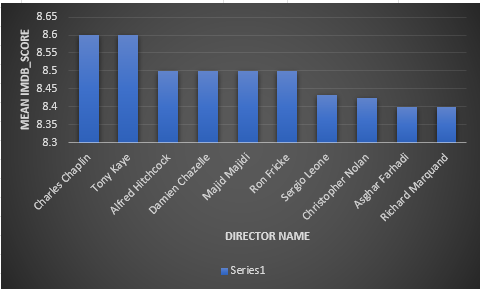 8.65
8.6
8.55
8.5
8.45
8.4
8.35
8.3
MEAN IMDB_SCORE
Charles Chaplin
Tony Kaye
Alfred Hitchcock
Damien Chazelle
Majid Majidi
Ron Fricke
Sergio Leone
Christopher Nolan
Asghar Farhadi
Richard Marquand
DIRECTOR NAME
Series1